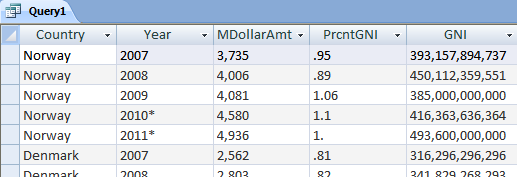 Query1
Country Year MDollarAmt PrcntGNI GNI
Norway 2007 3,735 .95 393,157,894,737
Norway 2008 4,006 .89 450,112,359,551
Norway 2009 4,081 1.06 385,000,000,000
Norway 2010* 4,580 1.1 416,363,636,364
Norway 2011* 4,936 1. 493,600,000,000
Denmark 2007 2,562 .81 316,296,296,296
Denmark 2008 2,803 .82 341,829,268,293